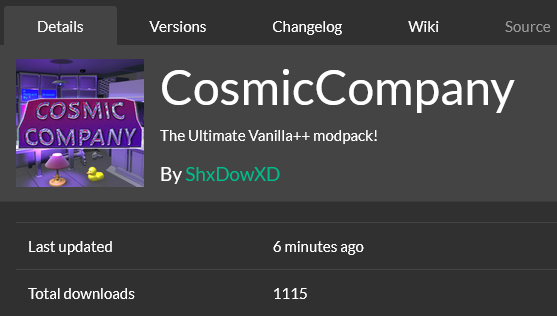 Details Versions Changelog Wiki Source
COSMIC
COMPANY
CosmicCompany
The Ultimate Vanilla++ modpack!
By ShxDowXD
Last updated 6 minutes ago
Total downloads 1115